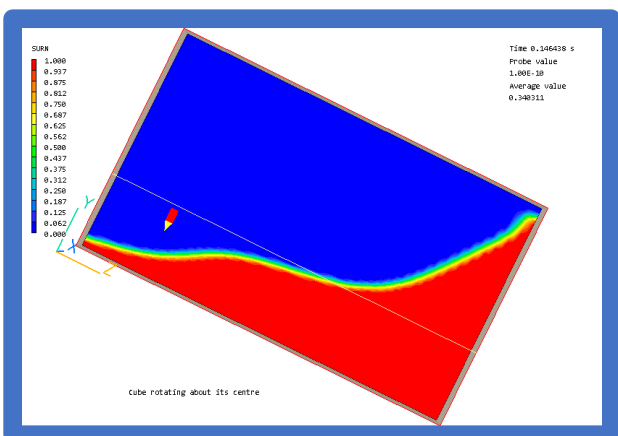 SURN
1.000
0.937
0.875
0.812
0.750
0.687
0.625
0.562
0.500
0.437
0.375
0.312
0.250
0.187
0.125
0.062
0.000
Time 0.146438 s
Probe value
1.00E-10
Average value
0.340311
Y
X
Z
Cube rotating about its centre